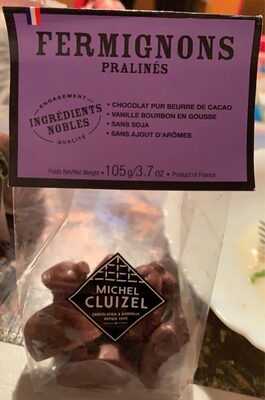 FERMIGNONS
PRALINÉS
ENGAGEMENT
INGRÉDIENTS
NOBLES
QUALITÉ
• CHOCOLAT PUR BEURRE DE CACAO
• VANILLE BOURBON EN GOUSSE
• SANS SOJA
• SANS AJOUT D'ARÔMES
Poids Net/Net Weight • 105g/3.7 oz • Product of France
MICHEL
CLUIZEL
CHOCOLATIER À DAMVILLE
DEPUIS 1948